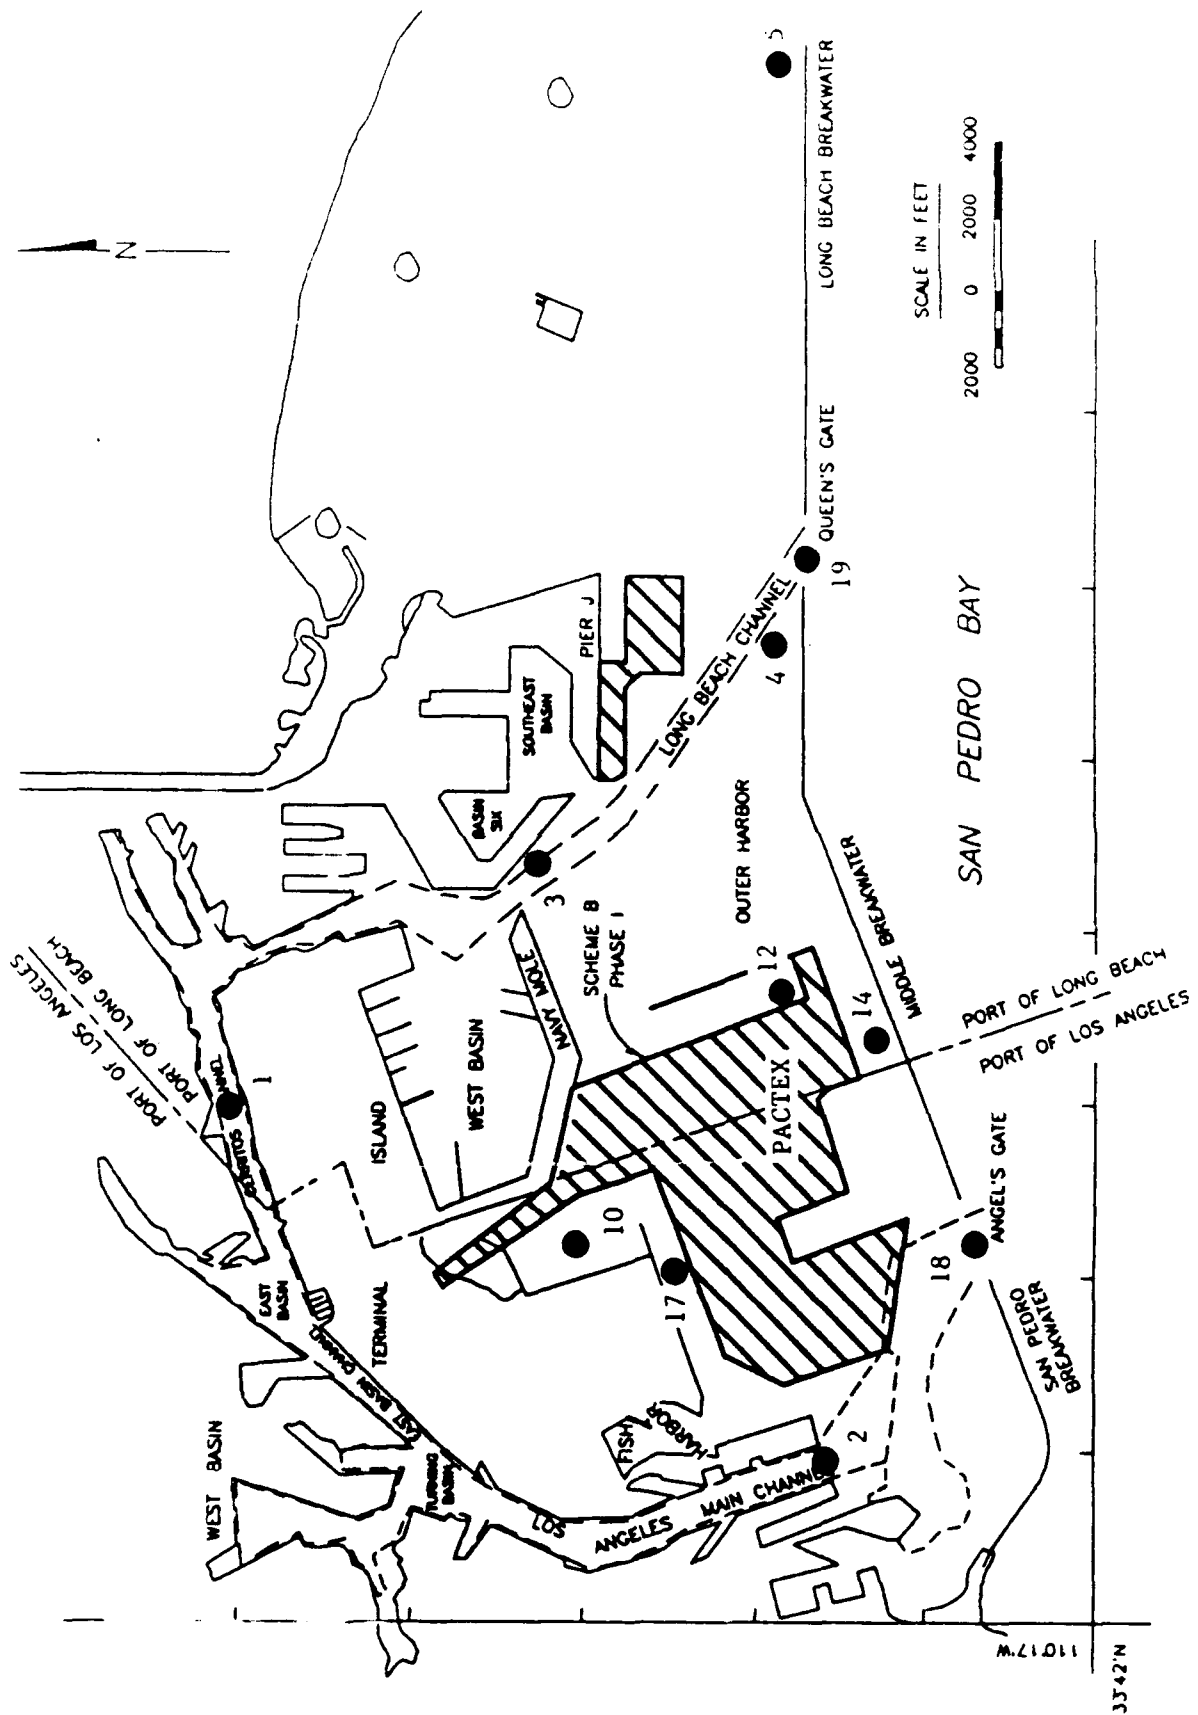 N
5
LONG BEACH BREAKWATER
SCALE IN FEET
2000 0 2000 4000
QUEEN'S GATE
19
LONG BEACH CHANNEL
4
PIER J
SOUTHEAST
BASIN
BASIN
SIX
3
OUTER HARBOR
SAN PEDRO BAY
MIDDLE BREAKWATER
SCHEME B
PHASE 1
NAVY MOLE
WEST BASIN
12
14
PACTEX
PORT OF LONG BEACH
PORT OF LOS ANGELES
PORT OF LOS ANGELES
PORT OF LONG BEACH
1
CERRITOS
CHNNL
TERMINAL ISLAND
10
17
18
ANGEL'S GATE
SAN PEDRO
BREAKWATER
EAST
BASIN
EAST BASIN CHANNEL
WEST BASIN
TURNING
BASIN
FISH
HARBOR
LOS ANGELES MAIN CHANNEL
2
33°42'N